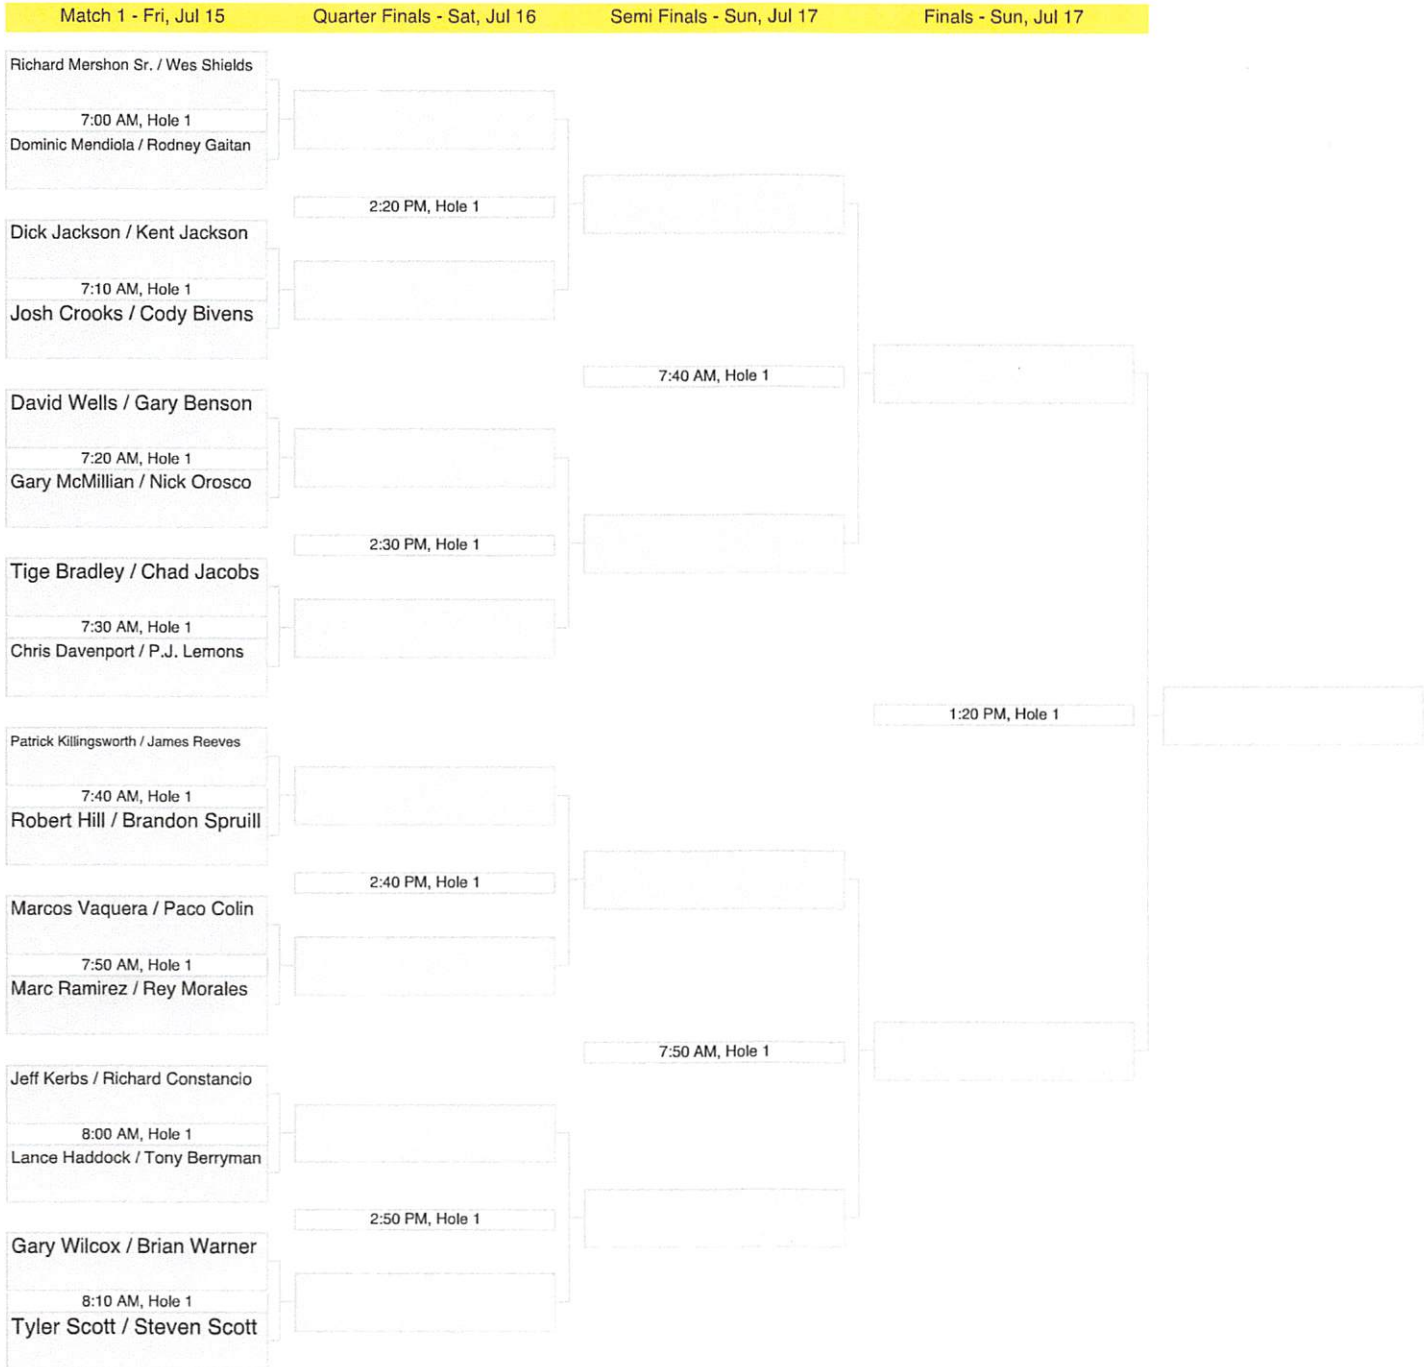 Match 1 - Fri, Jul 15
Quarter Finals - Sat, Jul 16
Semi Finals - Sun, Jul 17
Finals - Sun, Jul 17
Richard Mershon Sr. / Wes Shields
7:00 AM, Hole 1
Dominic Mendiola / Rodney Gaitan
2:20 PM, Hole 1
Dick Jackson / Kent Jackson
7:10 AM, Hole 1
Josh Crooks / Cody Bivens
7:40 AM, Hole 1
David Wells / Gary Benson
7:20 AM, Hole 1
Gary McMillian / Nick Orosco
2:30 PM, Hole 1
Tige Bradley / Chad Jacobs
7:30 AM, Hole 1
Chris Davenport / P.J. Lemons
1:20 PM, Hole 1
Patrick Killingsworth / James Reeves
7:40 AM, Hole 1
Robert Hill / Brandon Spruill
2:40 PM, Hole 1
Marcos Vaquera / Paco Colin
7:50 AM, Hole 1
Marc Ramirez / Rey Morales
7:50 AM, Hole 1
Jeff Kerbs / Richard Constancio
8:00 AM, Hole 1
Lance Haddock / Tony Berryman
2:50 PM, Hole 1
Gary Wilcox / Brian Warner
8:10 AM, Hole 1
Tyler Scott / Steven Scott